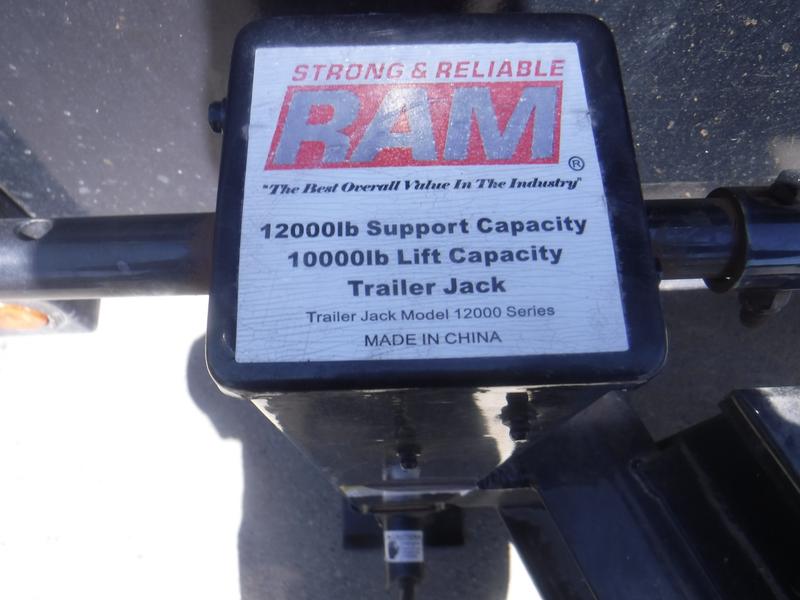 STRONG & RELIABLE
RAM®
"The Best Overall Value In The Industry"
12000lb Support Capacity
10000lb Lift Capacity
Trailer Jack
Trailer Jack Model 12000 Series
MADE IN CHINA